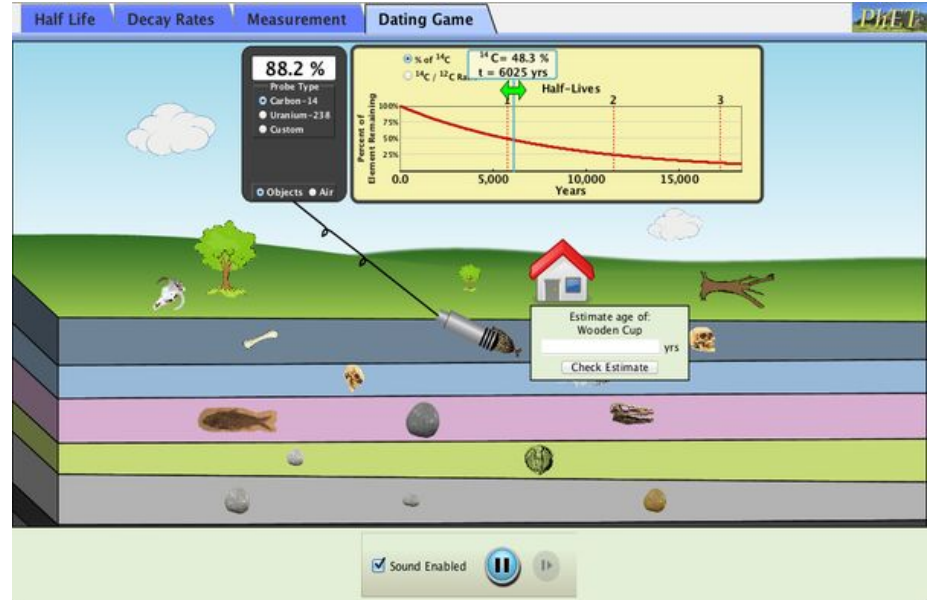 Half Life
Decay Rates
Measurement
Dating Game
PhET
88.2 %
Probe Type
Carbon-14
Uranium-238
Custom
Objects
Air
% of ¹⁴C
¹⁴C / ¹²C
¹⁴C= 48.3 %
t = 6025 yrs
Half-Lives
1
2
3
Percent of
Element Remaining
100%
75%
50%
25%
0.0
5,000
10,000
15,000
Years
Estimate age of:
Wooden Cup
yrs
Check Estimate
Sound Enabled